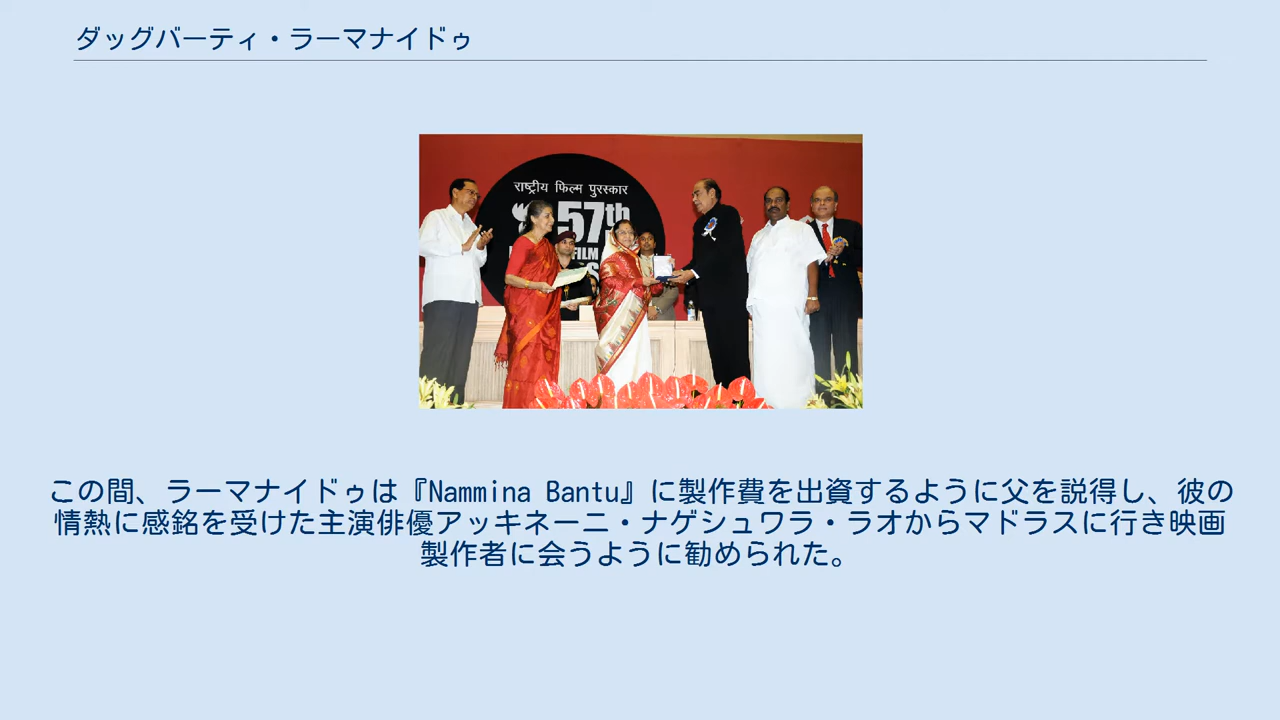 ダッグバーティ・ラーマナイドゥ
राष्ट्रीय फिल्म पुरस्कार
57th
FILM
この間、ラーマナイドゥは『Nammina Bantu』に製作費を出資するように父を説得し、彼の
情熱に感銘を受けた主演俳優アッキネーニ・ナゲシュワラ・ラオからマドラスに行き映画
製作者に会うように勧められた。